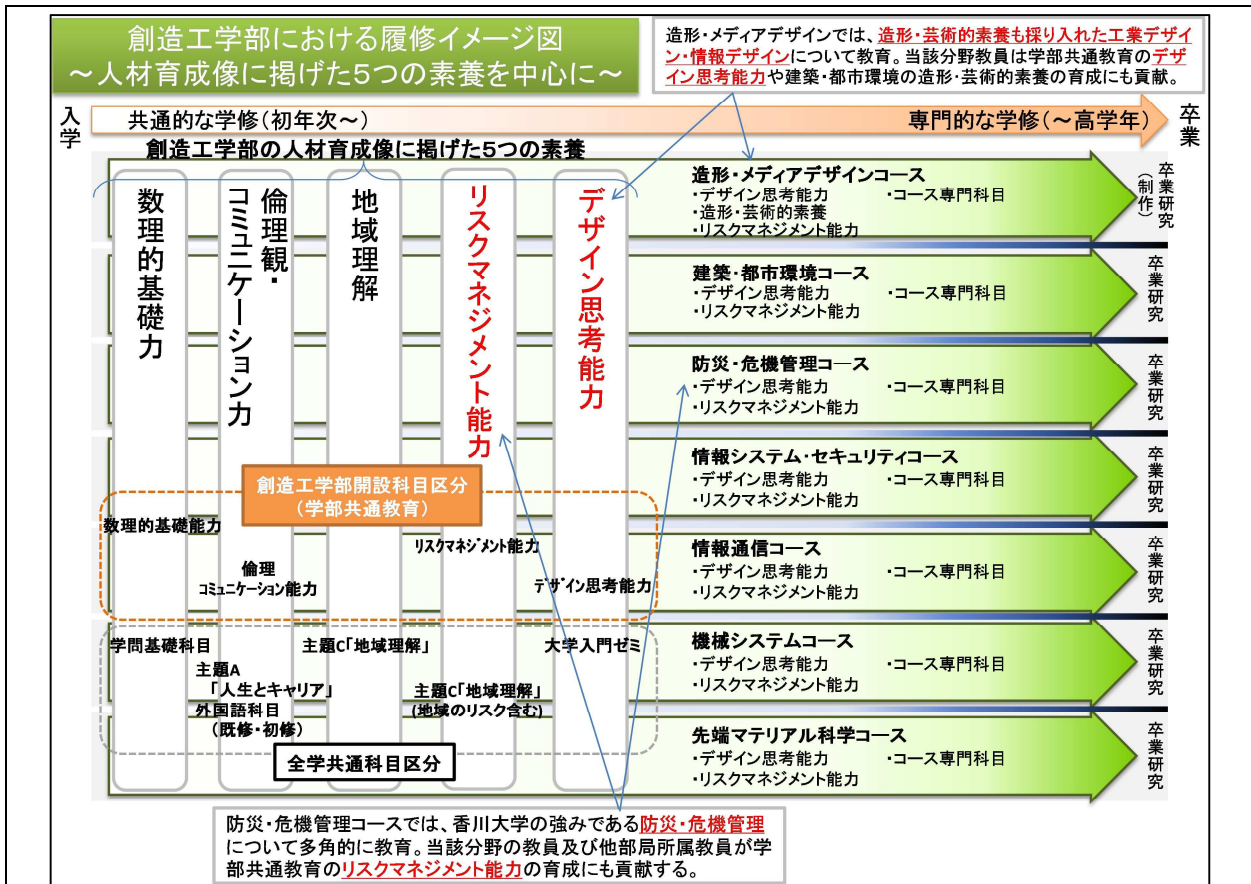 創造工学部における履修イメージ図
～人材育成像に掲げた5つの素養を中心に～
造形・メディアデザインでは、造形・芸術的素養も採り入れた工業デザイ
ン・情報デザインについて教育。当該分野教員は学部共通教育のデザ
イン思考能力や建築・都市環境の造形・芸術的素養の育成にも貢献。
入学
共通的な学修（初年次～）
専門的な学修（～高学年）
卒業
創造工学部の人材育成像に掲げた5つの素養
数理的基礎力
倫理観・
コミュニケーション力
地域理解
リスクマネジメント能力
デザイン思考能力
造形・メディアデザインコース
・デザイン思考能力 ・コース専門科目
・造形・芸術的素養
・リスクマネジメント能力
卒業研究
（制作）
建築・都市環境コース
・デザイン思考能力 ・コース専門科目
・リスクマネジメント能力
卒業研究
防災・危機管理コース
・デザイン思考能力 ・コース専門科目
・リスクマネジメント能力
卒業研究
情報システム・セキュリティコース
・デザイン思考能力 ・コース専門科目
・リスクマネジメント能力
卒業研究
創造工学部開設科目区分
（学部共通教育）
数理的基礎能力
倫理
コミュニケーション能力
リスクマネジメント能力
デザイン思考能力
情報通信コース
・デザイン思考能力 ・コース専門科目
・リスクマネジメント能力
卒業研究
学問基礎科目
主題A
「人生とキャリア」
外国語科目
（既修・初修）
主題C「地域理解」
主題C「地域理解」
(地域のリスク含む)
大学入門ゼミ
全学共通科目区分
機械システムコース
・デザイン思考能力 ・コース専門科目
・リスクマネジメント能力
卒業研究
先端マテリアル科学コース
・デザイン思考能力 ・コース専門科目
・リスクマネジメント能力
卒業研究
防災・危機管理コースでは、香川大学の強みである防災・危機管理
について多角的に教育。当該分野の教員及び他部局所属教員が学
部共通教育のリスクマネジメント能力の育成にも貢献する。